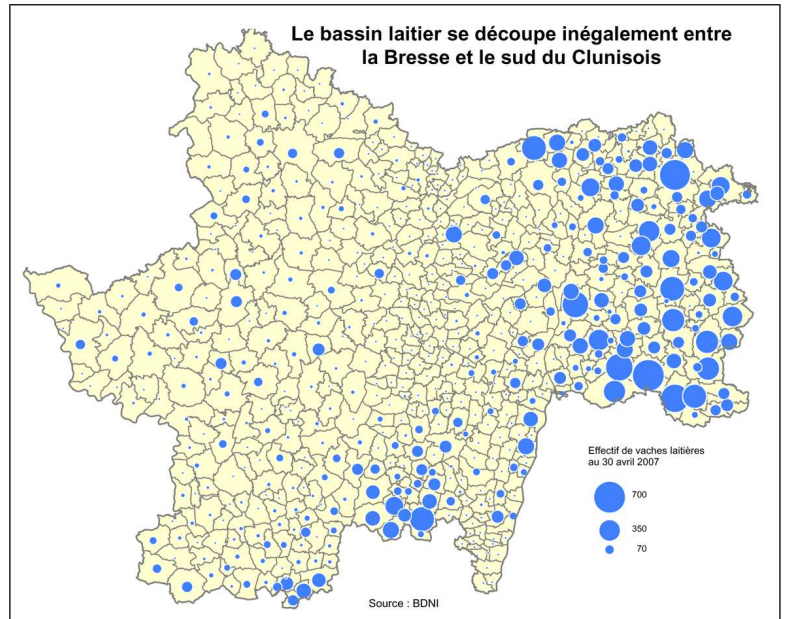 Le bassin laitier se découpe inégalement entre
la Bresse et le sud du Clunisois
Effectif de vaches laitières
au 30 avril 2007
700
350
70
Source : BDNI